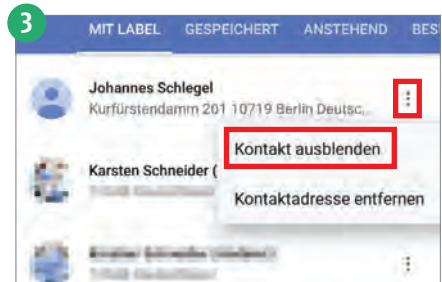 3
MIT LABEL GESPEICHERT ANSTEHEND BES
Johannes Schlegel
Kurfürstendamm 201 10719 Berlin Deutsc...
Kontakt ausblenden
Karsten Schneider (
Kontaktadresse entfernen